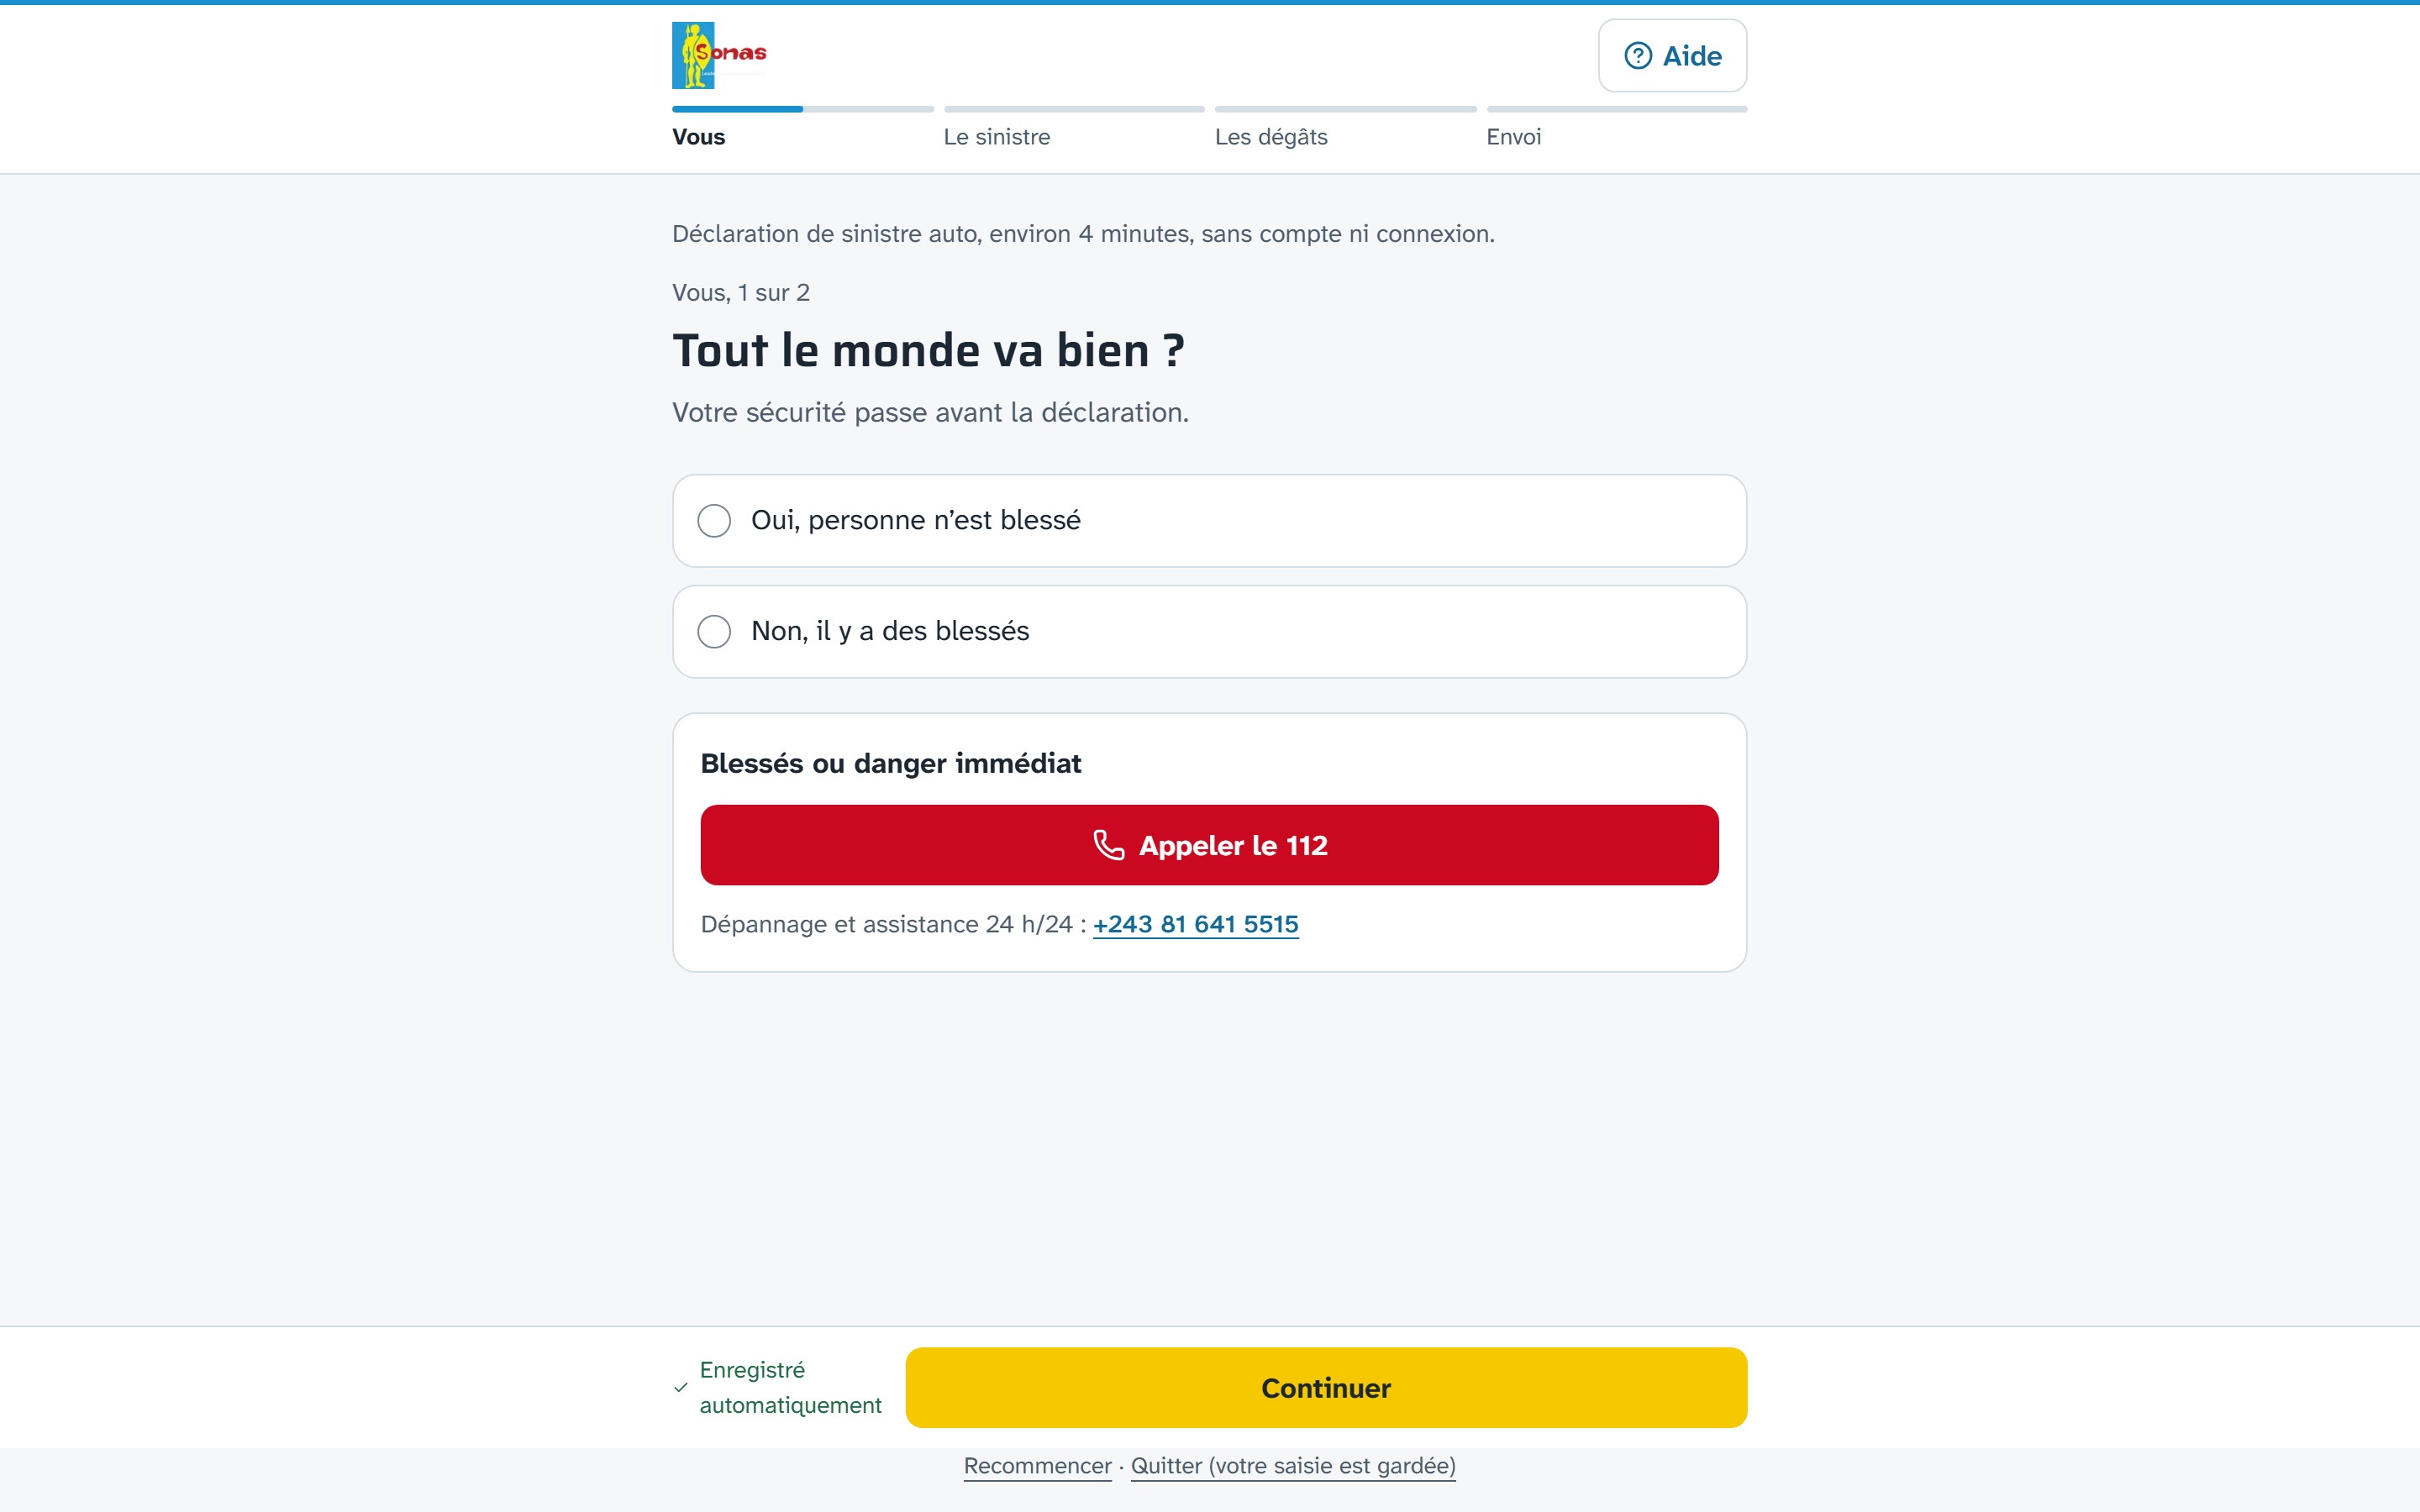 Sonas
Aide
Vous
Le sinistre
Les dégâts
Envoi
Déclaration de sinistre auto, environ 4 minutes, sans compte ni connexion.
Vous, 1 sur 2
Tout le monde va bien ?
Votre sécurité passe avant la déclaration.
Oui, personne n’est blessé
Non, il y a des blessés
Blessés ou danger immédiat
Appeler le 112
Dépannage et assistance 24 h/24 : +243 81 641 5515
Enregistré
automatiquement
Continuer
Recommencer · Quitter (votre saisie est gardée)